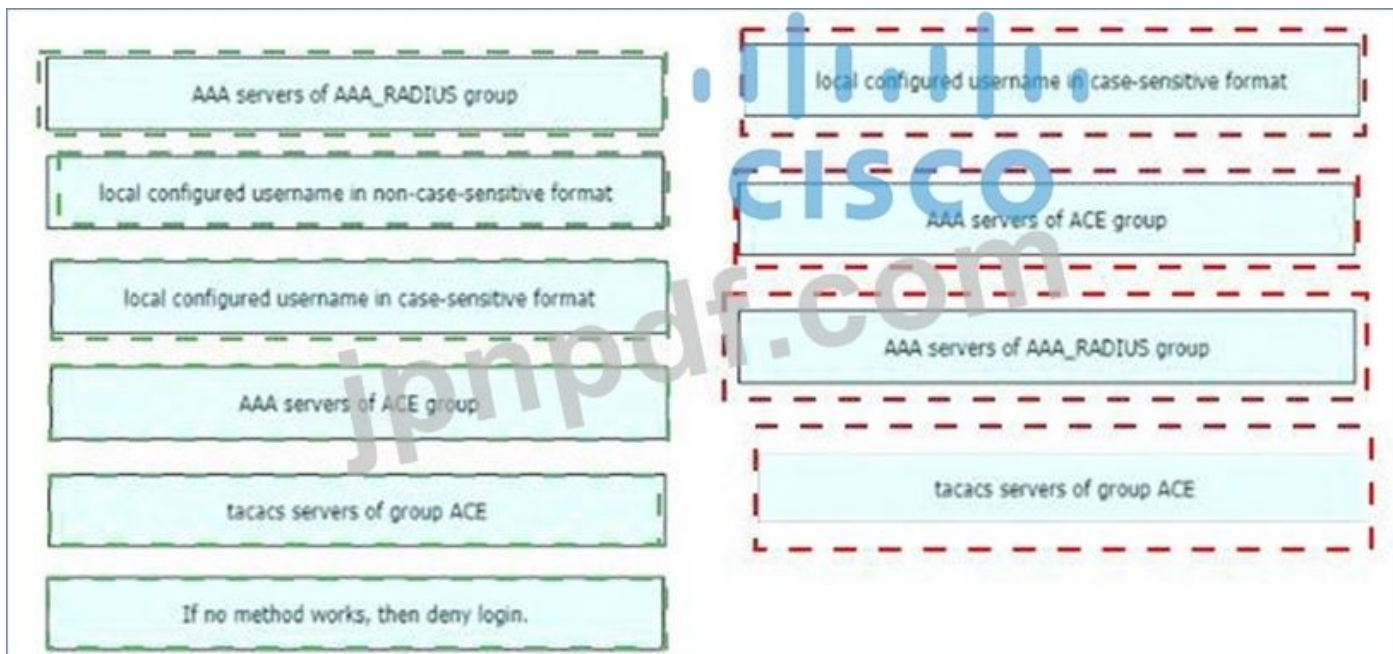 AAA servers of AAA_RADIUS group
local configured username in non-case-sensitive format
local configured username in case-sensitive format
AAA servers of ACE group
tacacs servers of group ACE
If no method works, then deny login.
local configured username in case-sensitive format
AAA servers of ACE group
AAA servers of AAA_RADIUS group
tacacs servers of group ACE
CISCO
jpnpdf.com